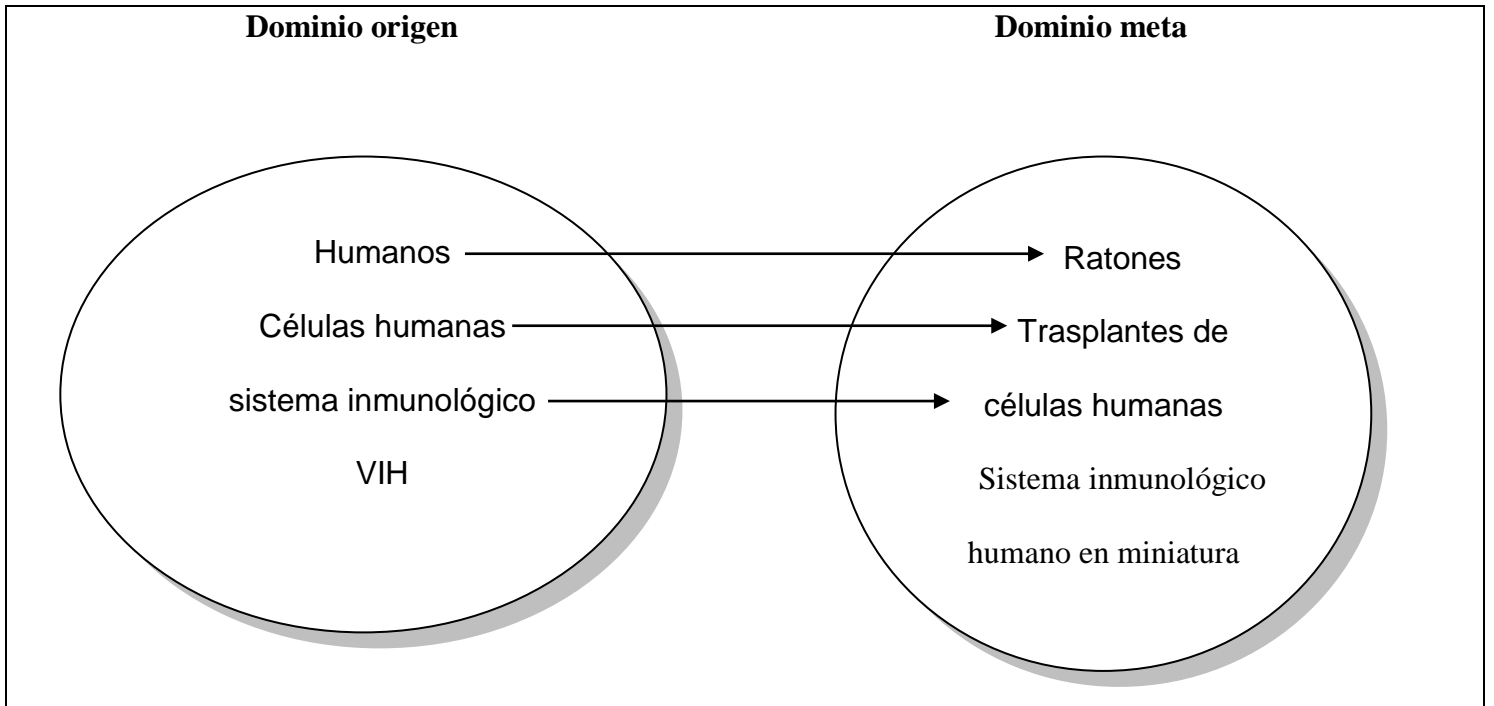 Dominio origen
Dominio meta
Humanos
Células humanas
sistema inmunológico
VIH
Ratones
Trasplantes de
células humanas
Sistema inmunológico
humano en miniatura